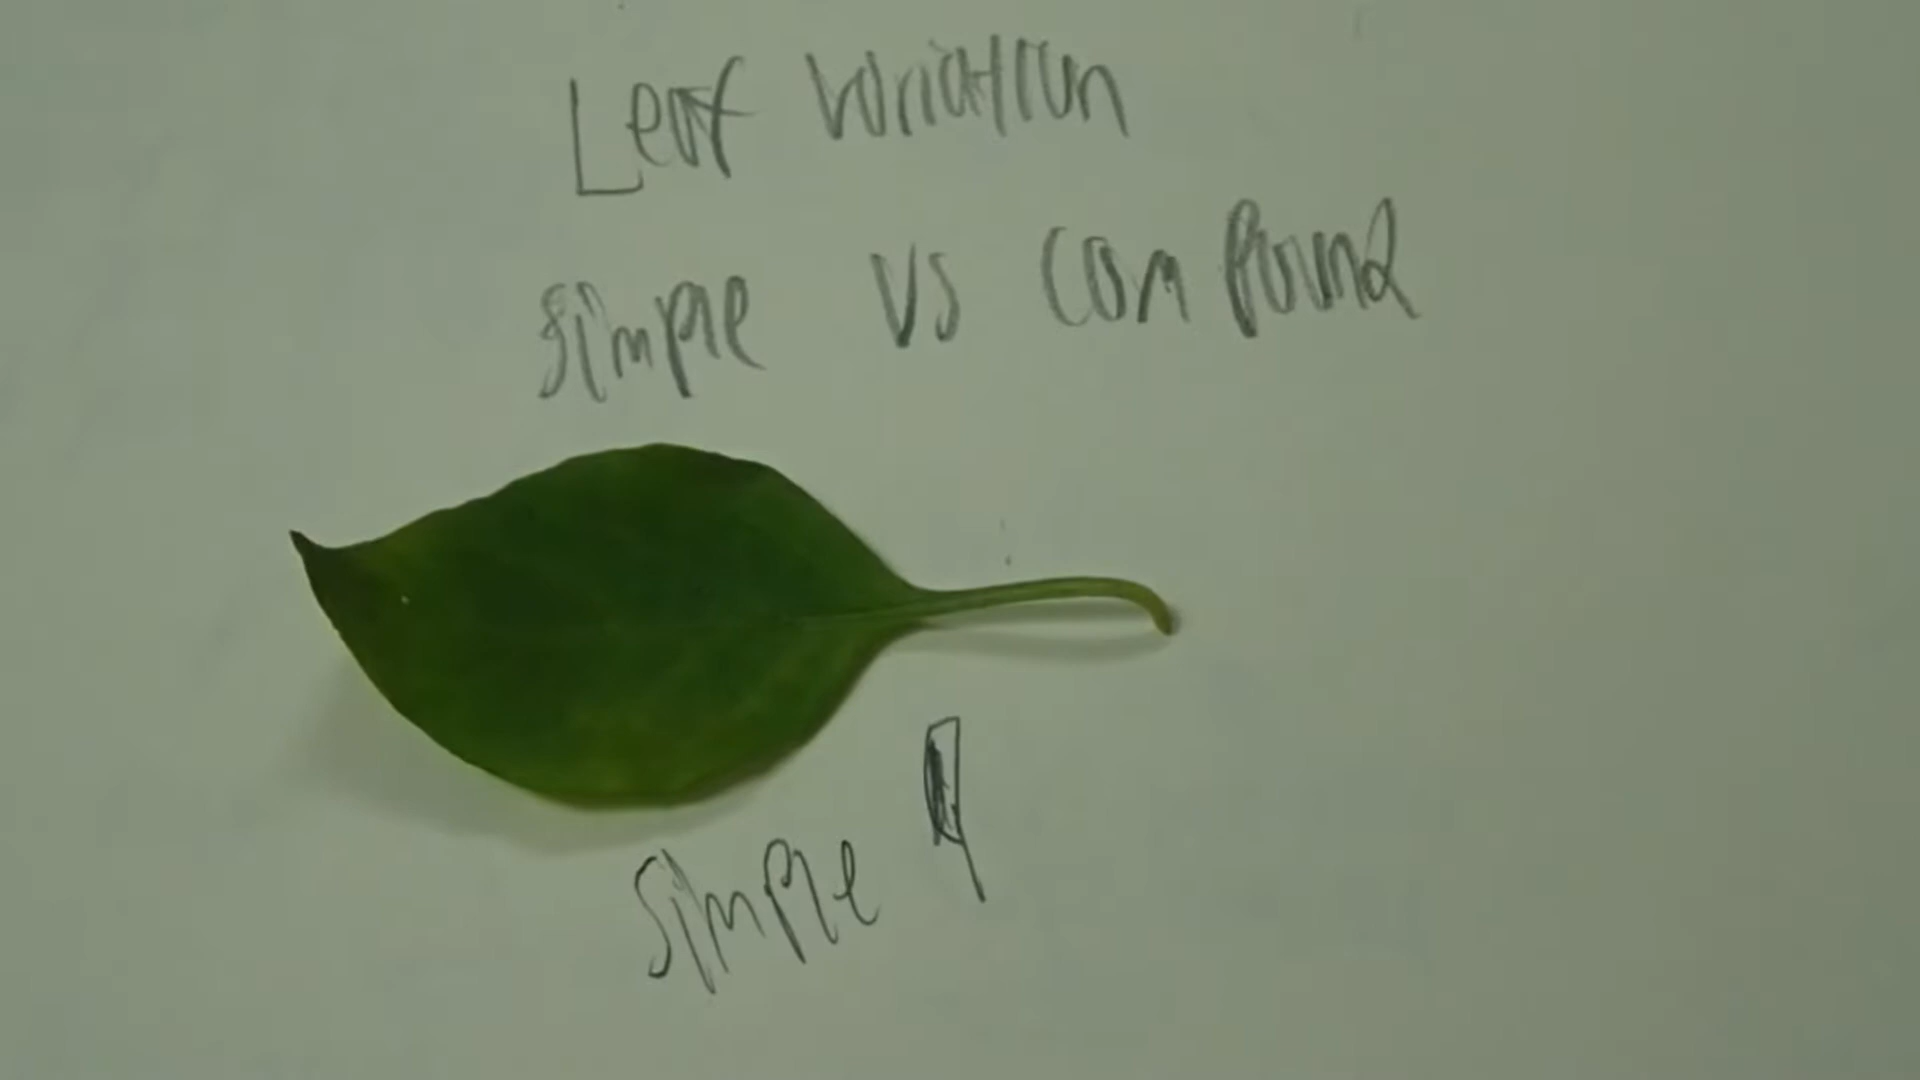 Leaf variation
simple vs compound
simple